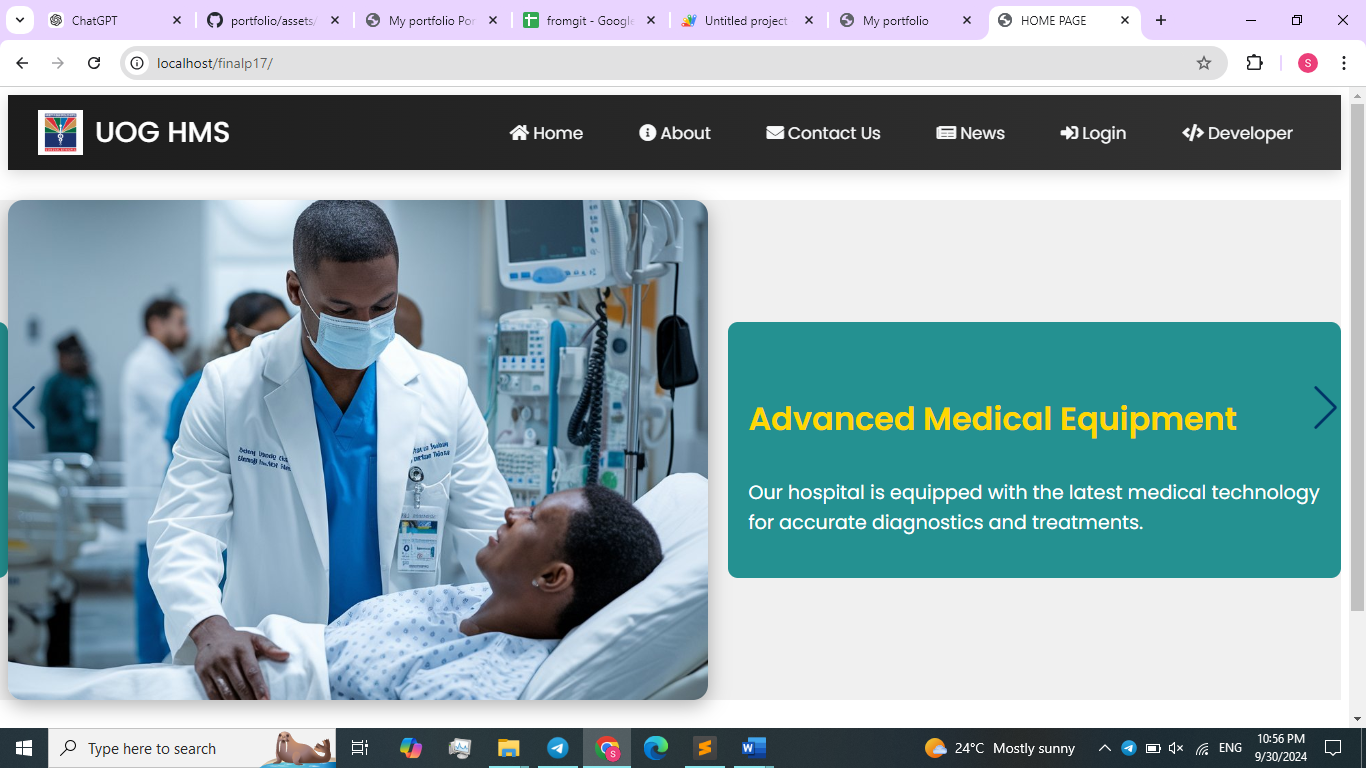 ChatGPT
portfolio/assets/
My portfolio Por
fromgit - Google
Untitled project
My portfolio
HOME PAGE
localhost/finalp17/
S
UOG HMS
Home
About
Contact Us
News
Login
Developer
Advanced Medical Equipment
Our hospital is equipped with the latest medical technology
for accurate diagnostics and treatments.
Type here to search
S
24°C Mostly sunny
ENG
10:56 PM
9/30/2024